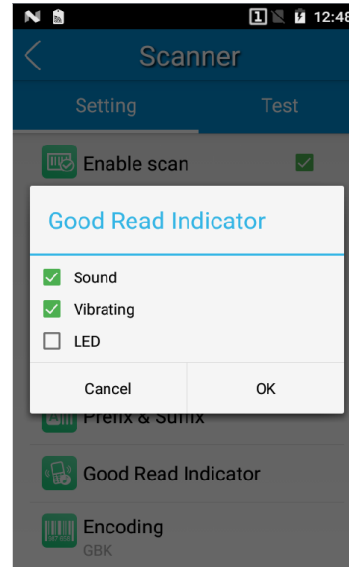 1 12:48
Scanner
Setting Test
Enable scan
Good Read Indicator
Sound
Vibrating
LED
Cancel OK
Prefix & Suffix
Good Read Indicator
Encoding
GBK